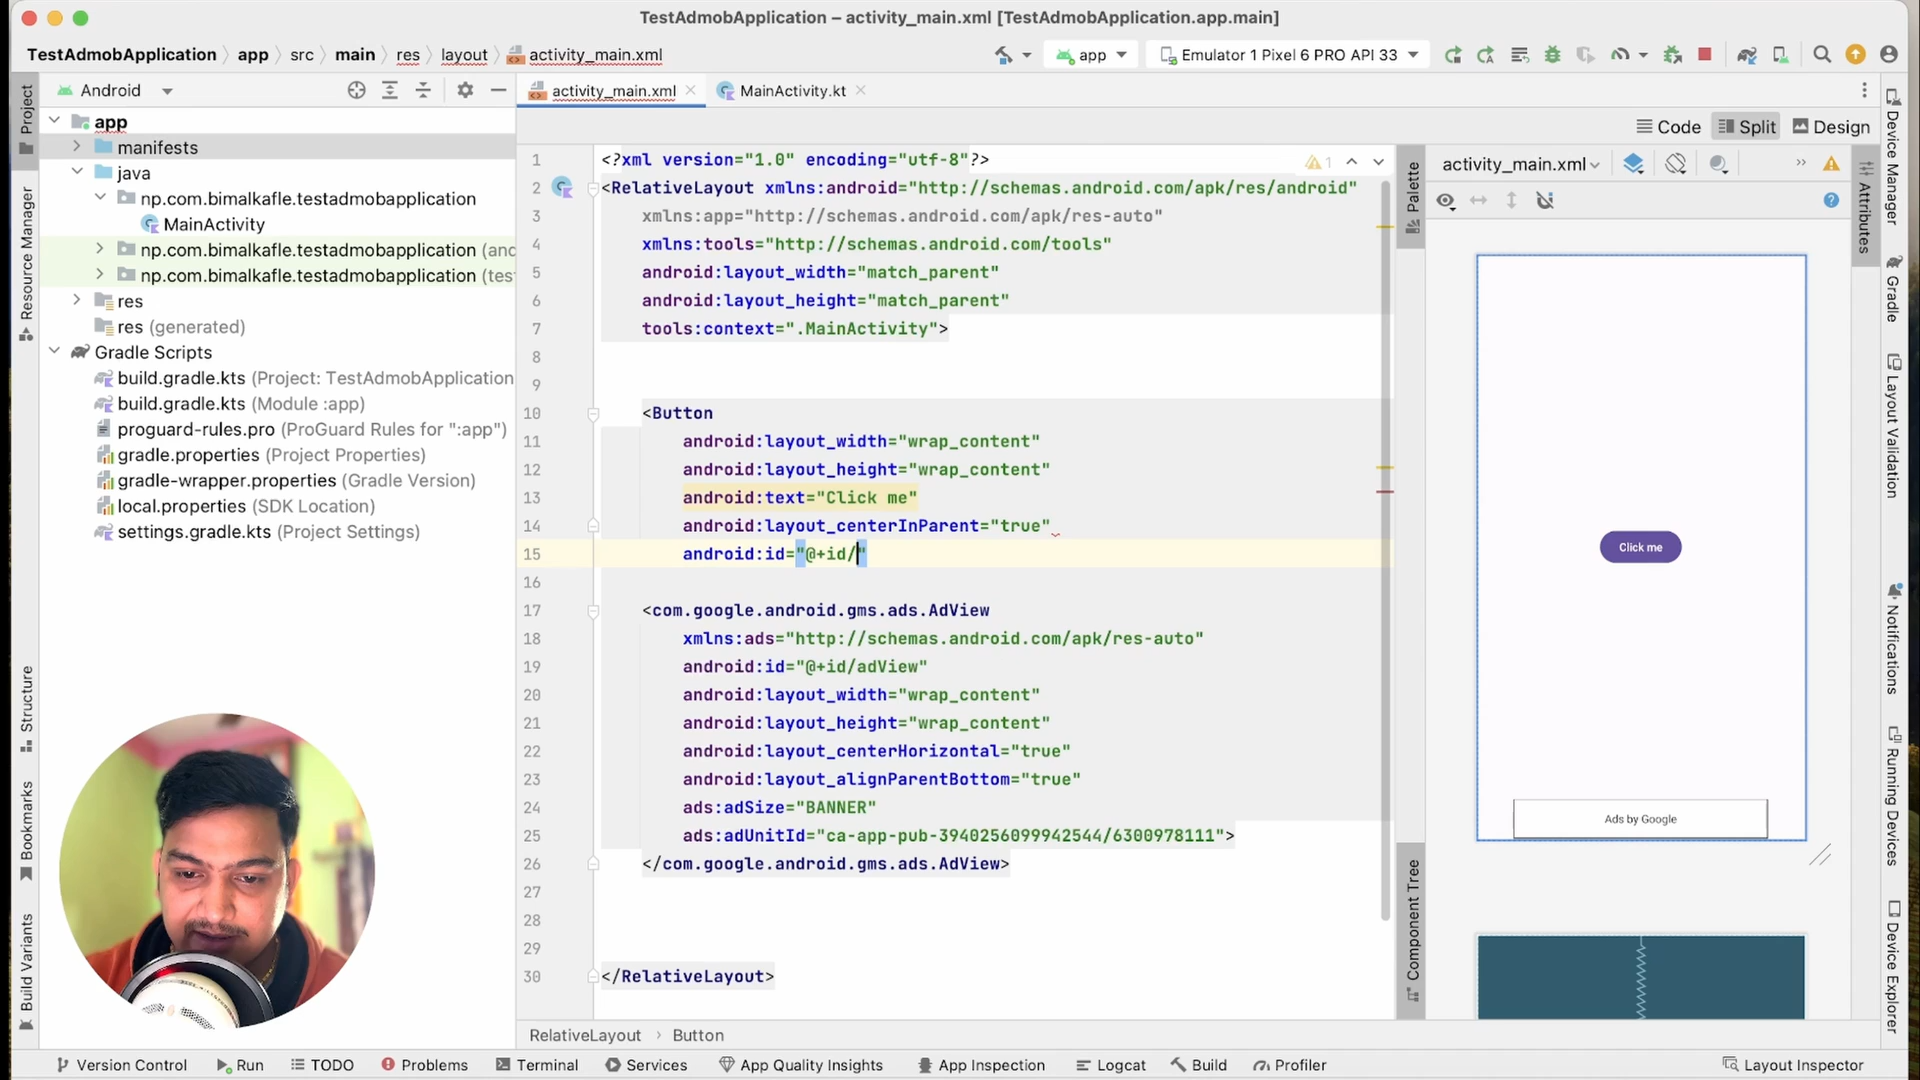 TestAdmobApplication – activity_main.xml [TestAdmobApplication.app.main]
TestAdmobApplication app src main res layout activity_main.xml
app Emulator 1 Pixel 6 PRO API 33
Android
activity_main.xml MainActivity.kt
Code Split Design
Project
Resource Manager
Structure
Bookmarks
Build Variants
app
manifests
java
np.com.bimalkafle.testadmobapplication
MainActivity
np.com.bimalkafle.testadmobapplication (and
np.com.bimalkafle.testadmobapplication (tes
res
res (generated)
Gradle Scripts
build.gradle.kts (Project: TestAdmobApplication
build.gradle.kts (Module :app)
proguard-rules.pro (ProGuard Rules for ":app")
gradle.properties (Project Properties)
gradle-wrapper.properties (Gradle Version)
local.properties (SDK Location)
settings.gradle.kts (Project Settings)
1 <?xml version="1.0" encoding="utf-8"?> 1
2 <RelativeLayout xmlns:android="http://schemas.android.com/apk/res/android"
3 xmlns:app="http://schemas.android.com/apk/res-auto"
4 xmlns:tools="http://schemas.android.com/tools"
5 android:layout_width="match_parent"
6 android:layout_height="match_parent"
7 tools:context=".MainActivity">
8
9
10 <Button
11 android:layout_width="wrap_content"
12 android:layout_height="wrap_content"
13 android:text="Click me"
14 android:layout_centerInParent="true"
15 android:id="@+id/"
16
17 <com.google.android.gms.ads.AdView
18 xmlns:ads="http://schemas.android.com/apk/res-auto"
19 android:id="@+id/adView"
20 android:layout_width="wrap_content"
21 android:layout_height="wrap_content"
22 android:layout_centerHorizontal="true"
23 android:layout_alignParentBottom="true"
24 ads:adSize="BANNER"
25 ads:adUnitId="ca-app-pub-3940256099942544/6300978111">
26 </com.google.android.gms.ads.AdView>
27
28
29
30 </RelativeLayout>
RelativeLayout Button
Palette
Component Tree
activity_main.xml
Click me
Ads by Google
Attributes
Device Manager
Gradle
Layout Validation
Notifications
Running Devices
Device Explorer
Version Control Run TODO Problems Terminal Services App Quality Insights App Inspection Logcat Build Profiler Layout Inspector